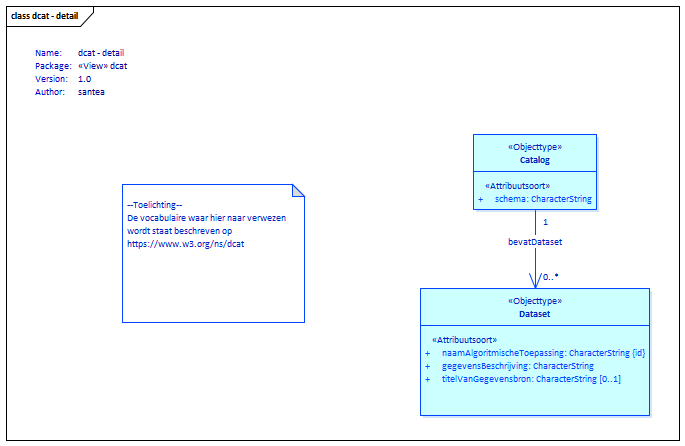 class dcat - detail
Name: dcat - detail
Package: «View» dcat
Version: 1.0
Author: santea
--Toelichting--
De vocabulaire waar hier naar verwezen
wordt staat beschreven op
https://www.w3.org/ns/dcat
«Objecttype»
Catalog
«Attribuutsoort»
+ schema: CharacterString
1
bevatDataset
0..*
«Objecttype»
Dataset
«Attribuutsoort»
+ naamAlgoritmischeToepassing: CharacterString {id}
+ gegevensBeschrijving: CharacterString
+ titelVanGegevensbron: CharacterString [0..1]